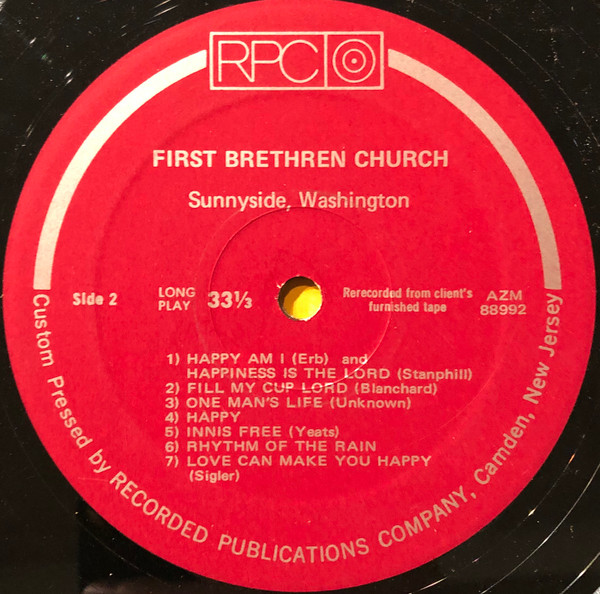 RPC
FIRST BRETHREN CHURCH
Sunnyside, Washington
Side 2
LONG PLAY 33⅓
Rerecorded from client's
furnished tape
AZM
88992
1) HAPPY AM I (Erb) and
HAPPINESS IS THE LORD (Stanphill)
2) FILL MY CUP LORD (Blanchard)
3) ONE MAN'S LIFE (Unknown)
4) HAPPY
5) INNIS FREE (Yeats)
6) RHYTHM OF THE RAIN
7) LOVE CAN MAKE YOU HAPPY
(Sigler)
Custom Pressed by RECORDED PUBLICATIONS COMPANY, Camden, New Jersey